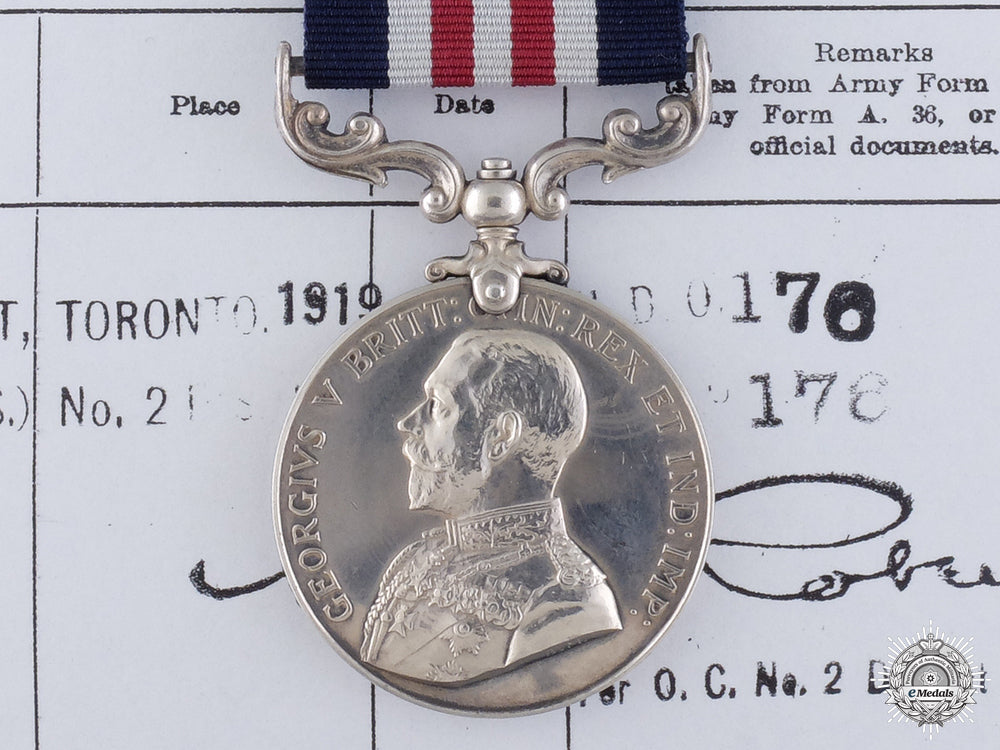 Remarks
Place Date taken from Army Form
Form A. 36, or
official documents.
T, TORONTO. 1919 D. O. 176
S.) No. 2 176
GEORGIVS V BRITT: OMN: REX ET IND: IMP:
O. C. No. 2 D
eMedals